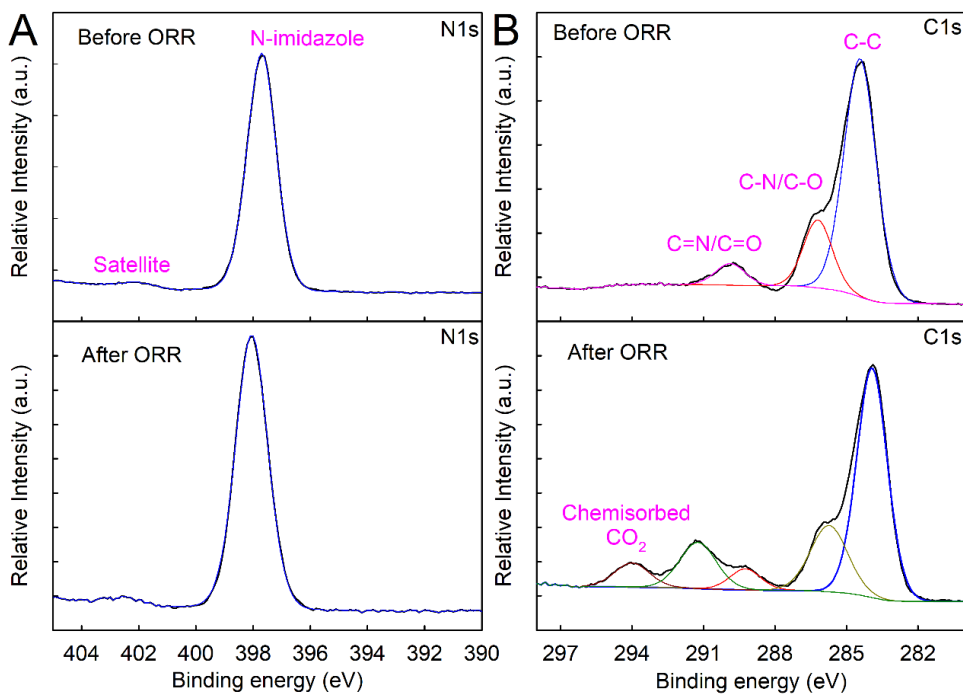 A
Before ORR
N-imidazole
N1s
Satellite
Relative Intensity (a.u.)
After ORR
N1s
Relative Intensity (a.u.)
404 402 400 398 396 394 392 390
Binding energy (eV)
B
Before ORR
C-C
C1s
C-N/C-O
C=N/C=O
Relative Intensity (a.u.)
After ORR
C1s
Chemisorbed
CO₂
Relative Intensity (a.u.)
297 294 291 288 285 282
Binding energy (eV)